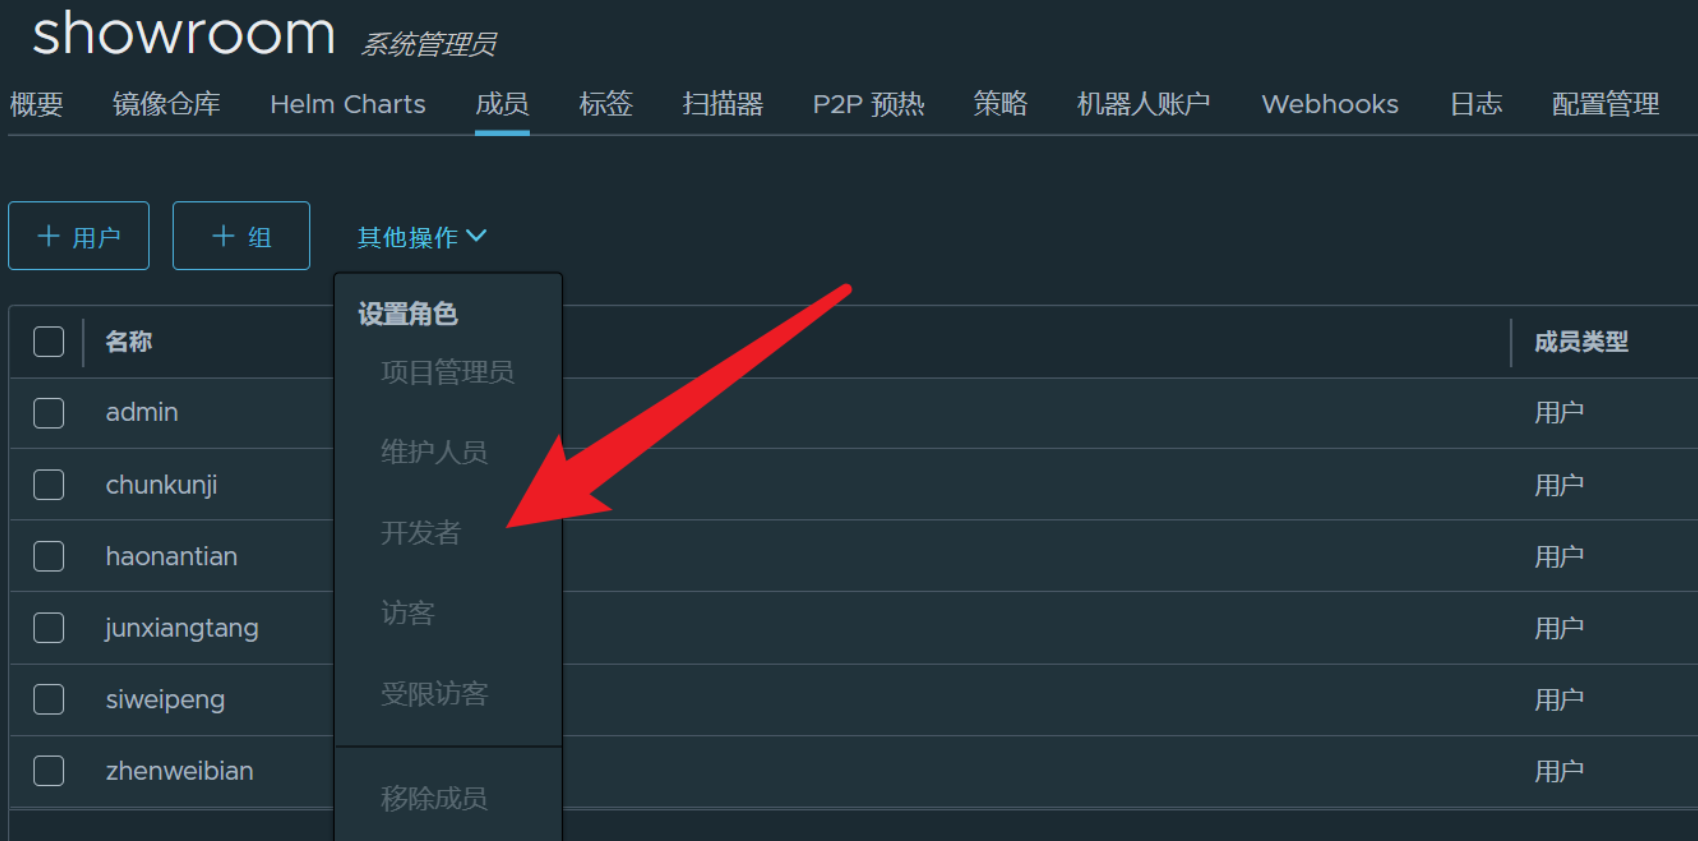 showroom 系统管理员
概要 镜像仓库 Helm Charts 成员 标签 扫描器 P2P 预热 策略 机器人账户 Webhooks 日志 配置管理
+ 用户 + 组 其他操作
设置角色
项目管理员
维护人员
开发者
访客
受限访客
移除成员
名称 成员类型
admin 用户
chunkunji 用户
haonantian 用户
junxiangtang 用户
siweipeng 用户
zhenweibian 用户